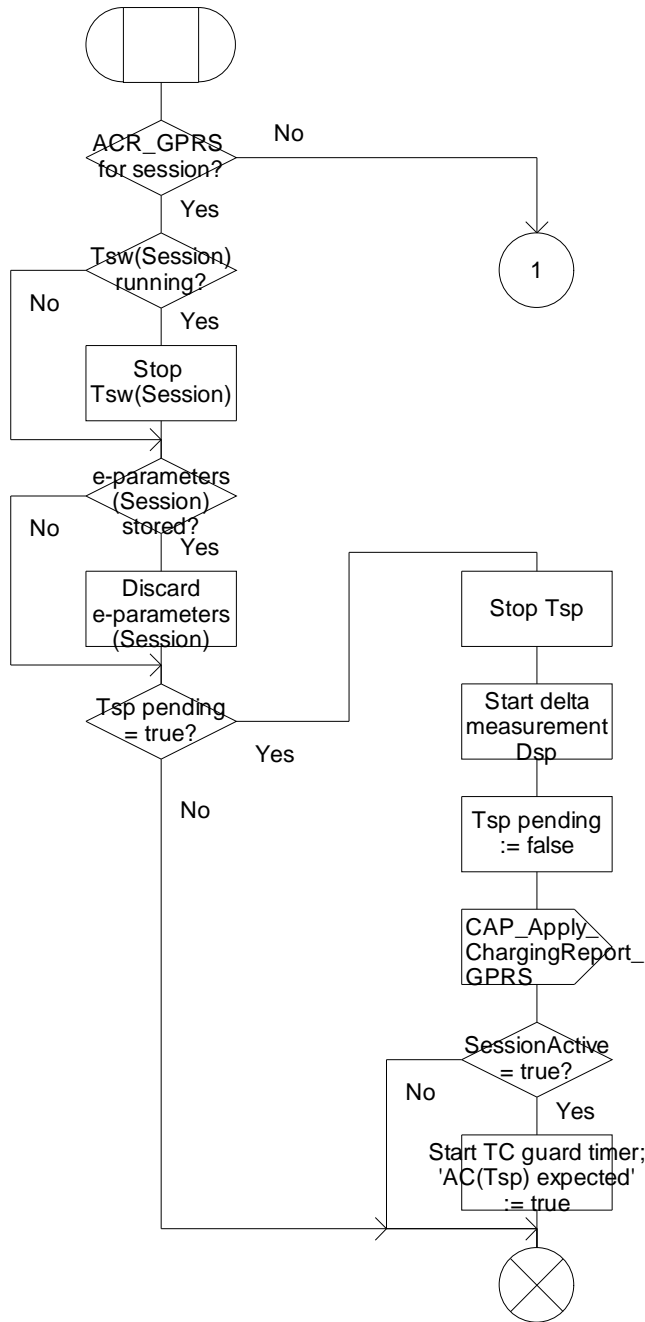 ACR_GPRS
for session?
No
Yes
1
Tsw(Session)
running?
No
Yes
Stop
Tsw(Session)
e-parameters
(Session)
stored?
No
Yes
Discard
e-parameters
(Session)
Tsp pending
= true?
Yes
No
Stop Tsp
Start delta
measurement
Dsp
Tsp pending
:= false
CAP_Apply_
ChargingReport_
GPRS
SessionActive
= true?
No
Yes
Start TC guard timer;
'AC(Tsp) expected'
:= true